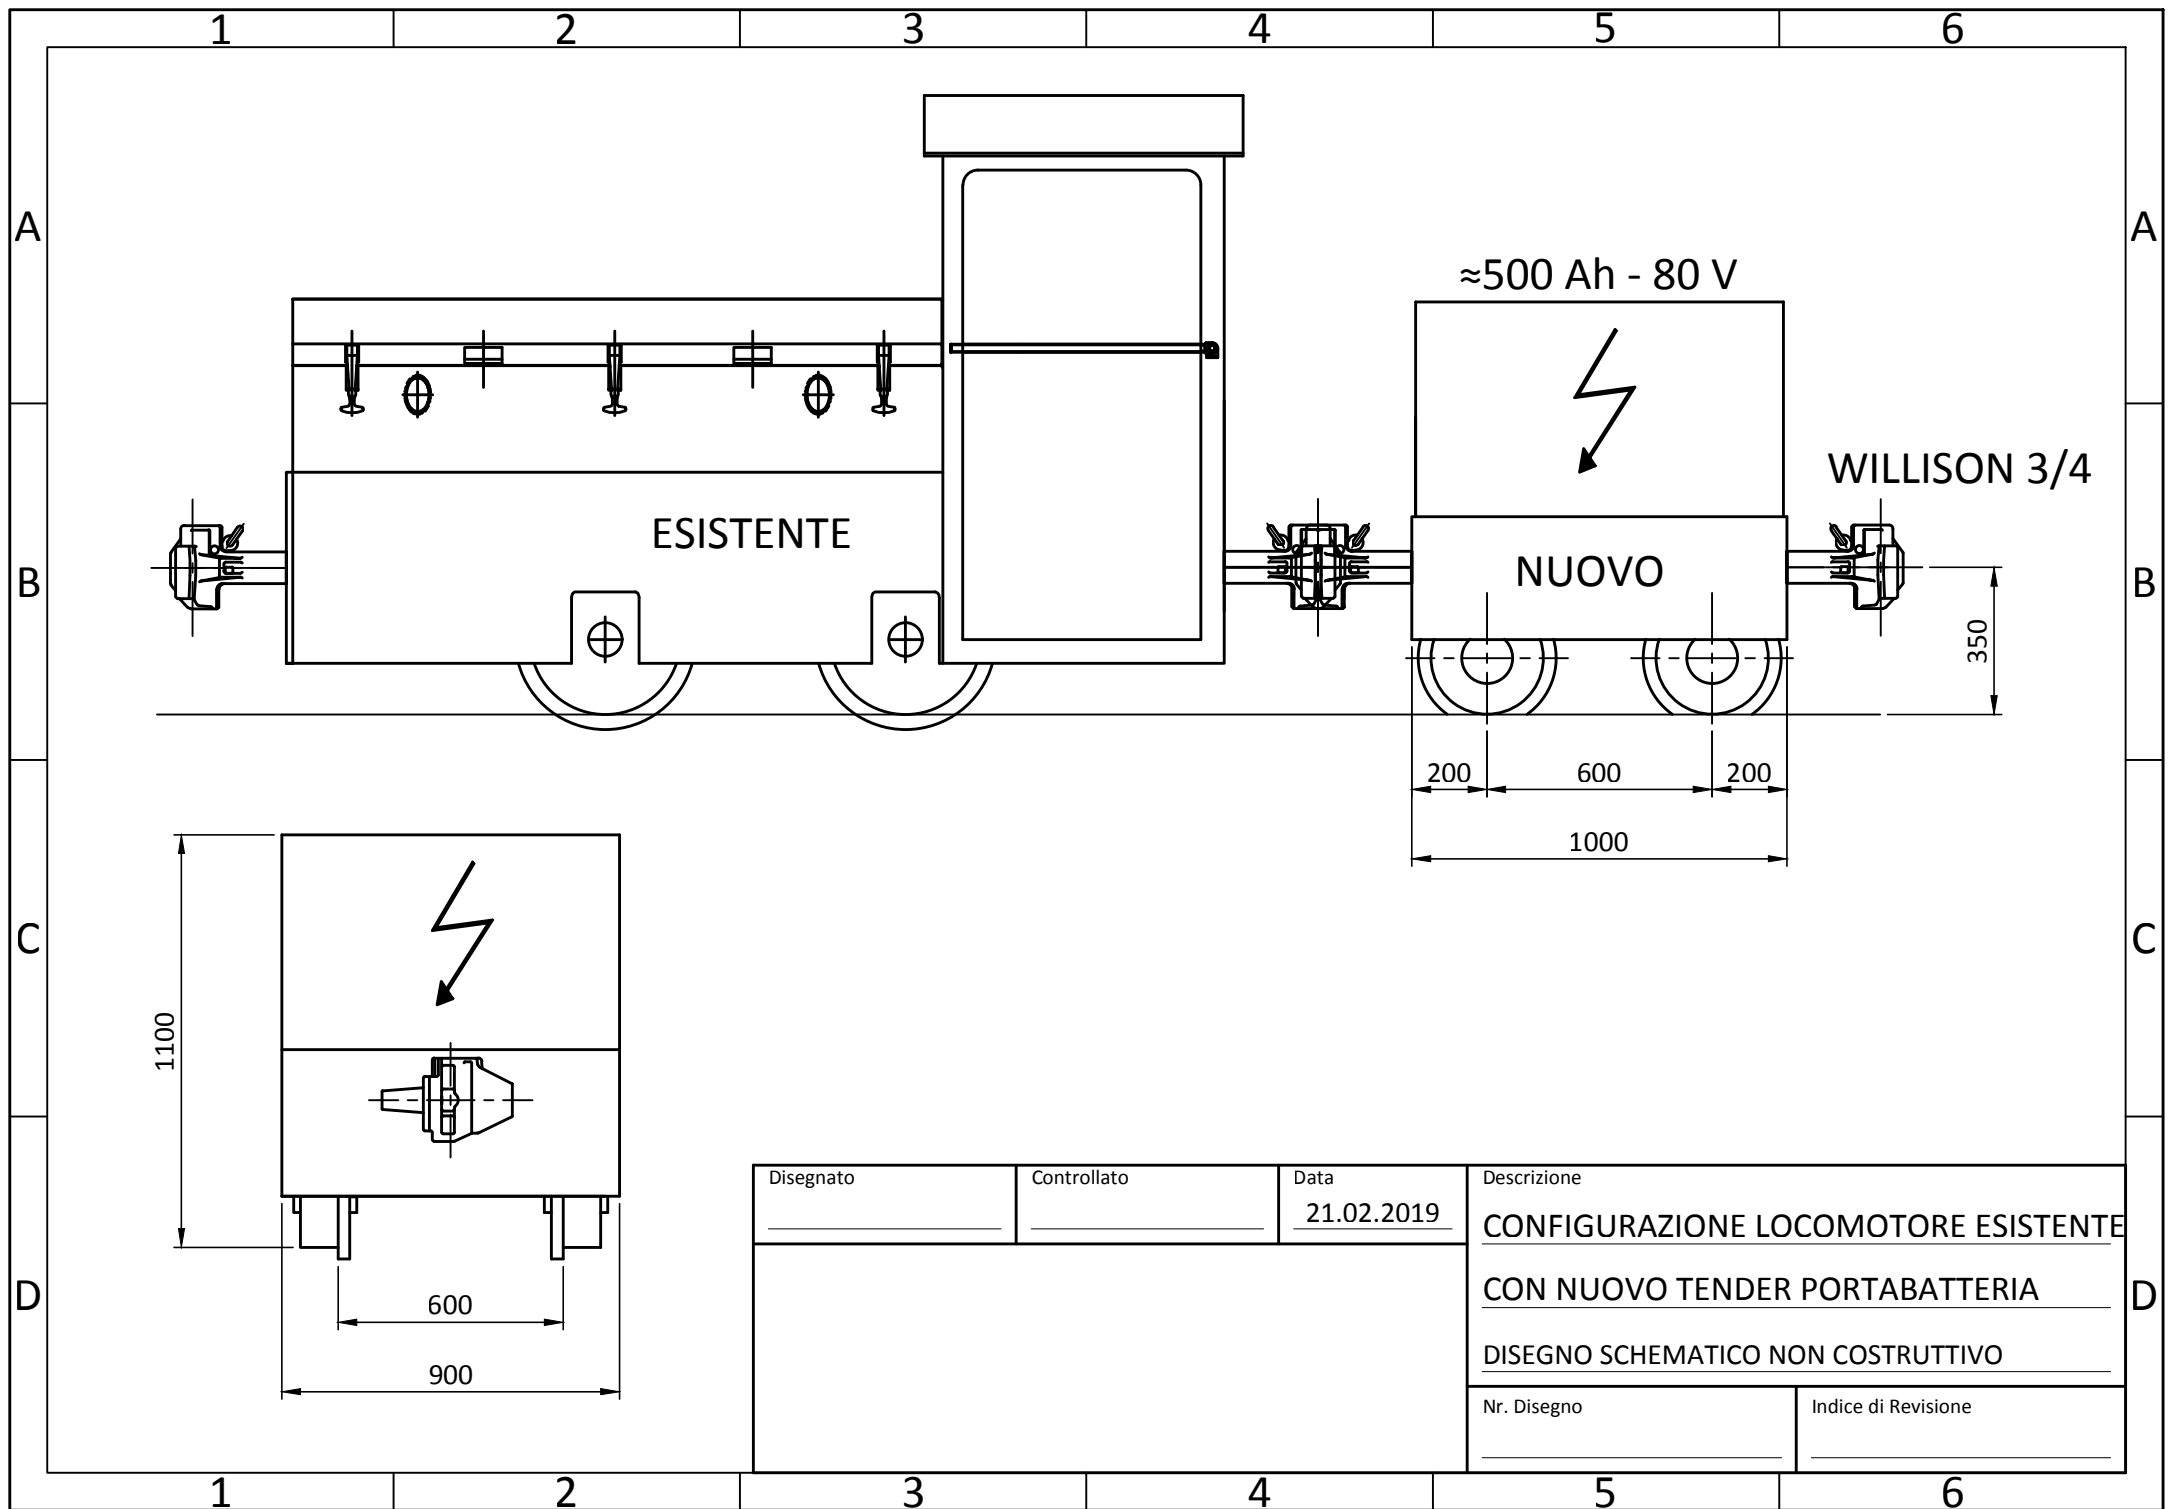 1 2 3 4 5 6
A A
≈500 Ah - 80 V
WILLISON 3/4
ESISTENTE
NUOVO
B B
350
200 600 200
1000
C C
1100
600
900
D D
Disegnato Controllato Data Descrizione
21.02.2019
CONFIGURAZIONE LOCOMOTORE ESISTENTE
CON NUOVO TENDER PORTABATTERIA
DISEGNO SCHEMATICO NON COSTRUTTIVO
Nr. Disegno Indice di Revisione
1 2 3 4 5 6